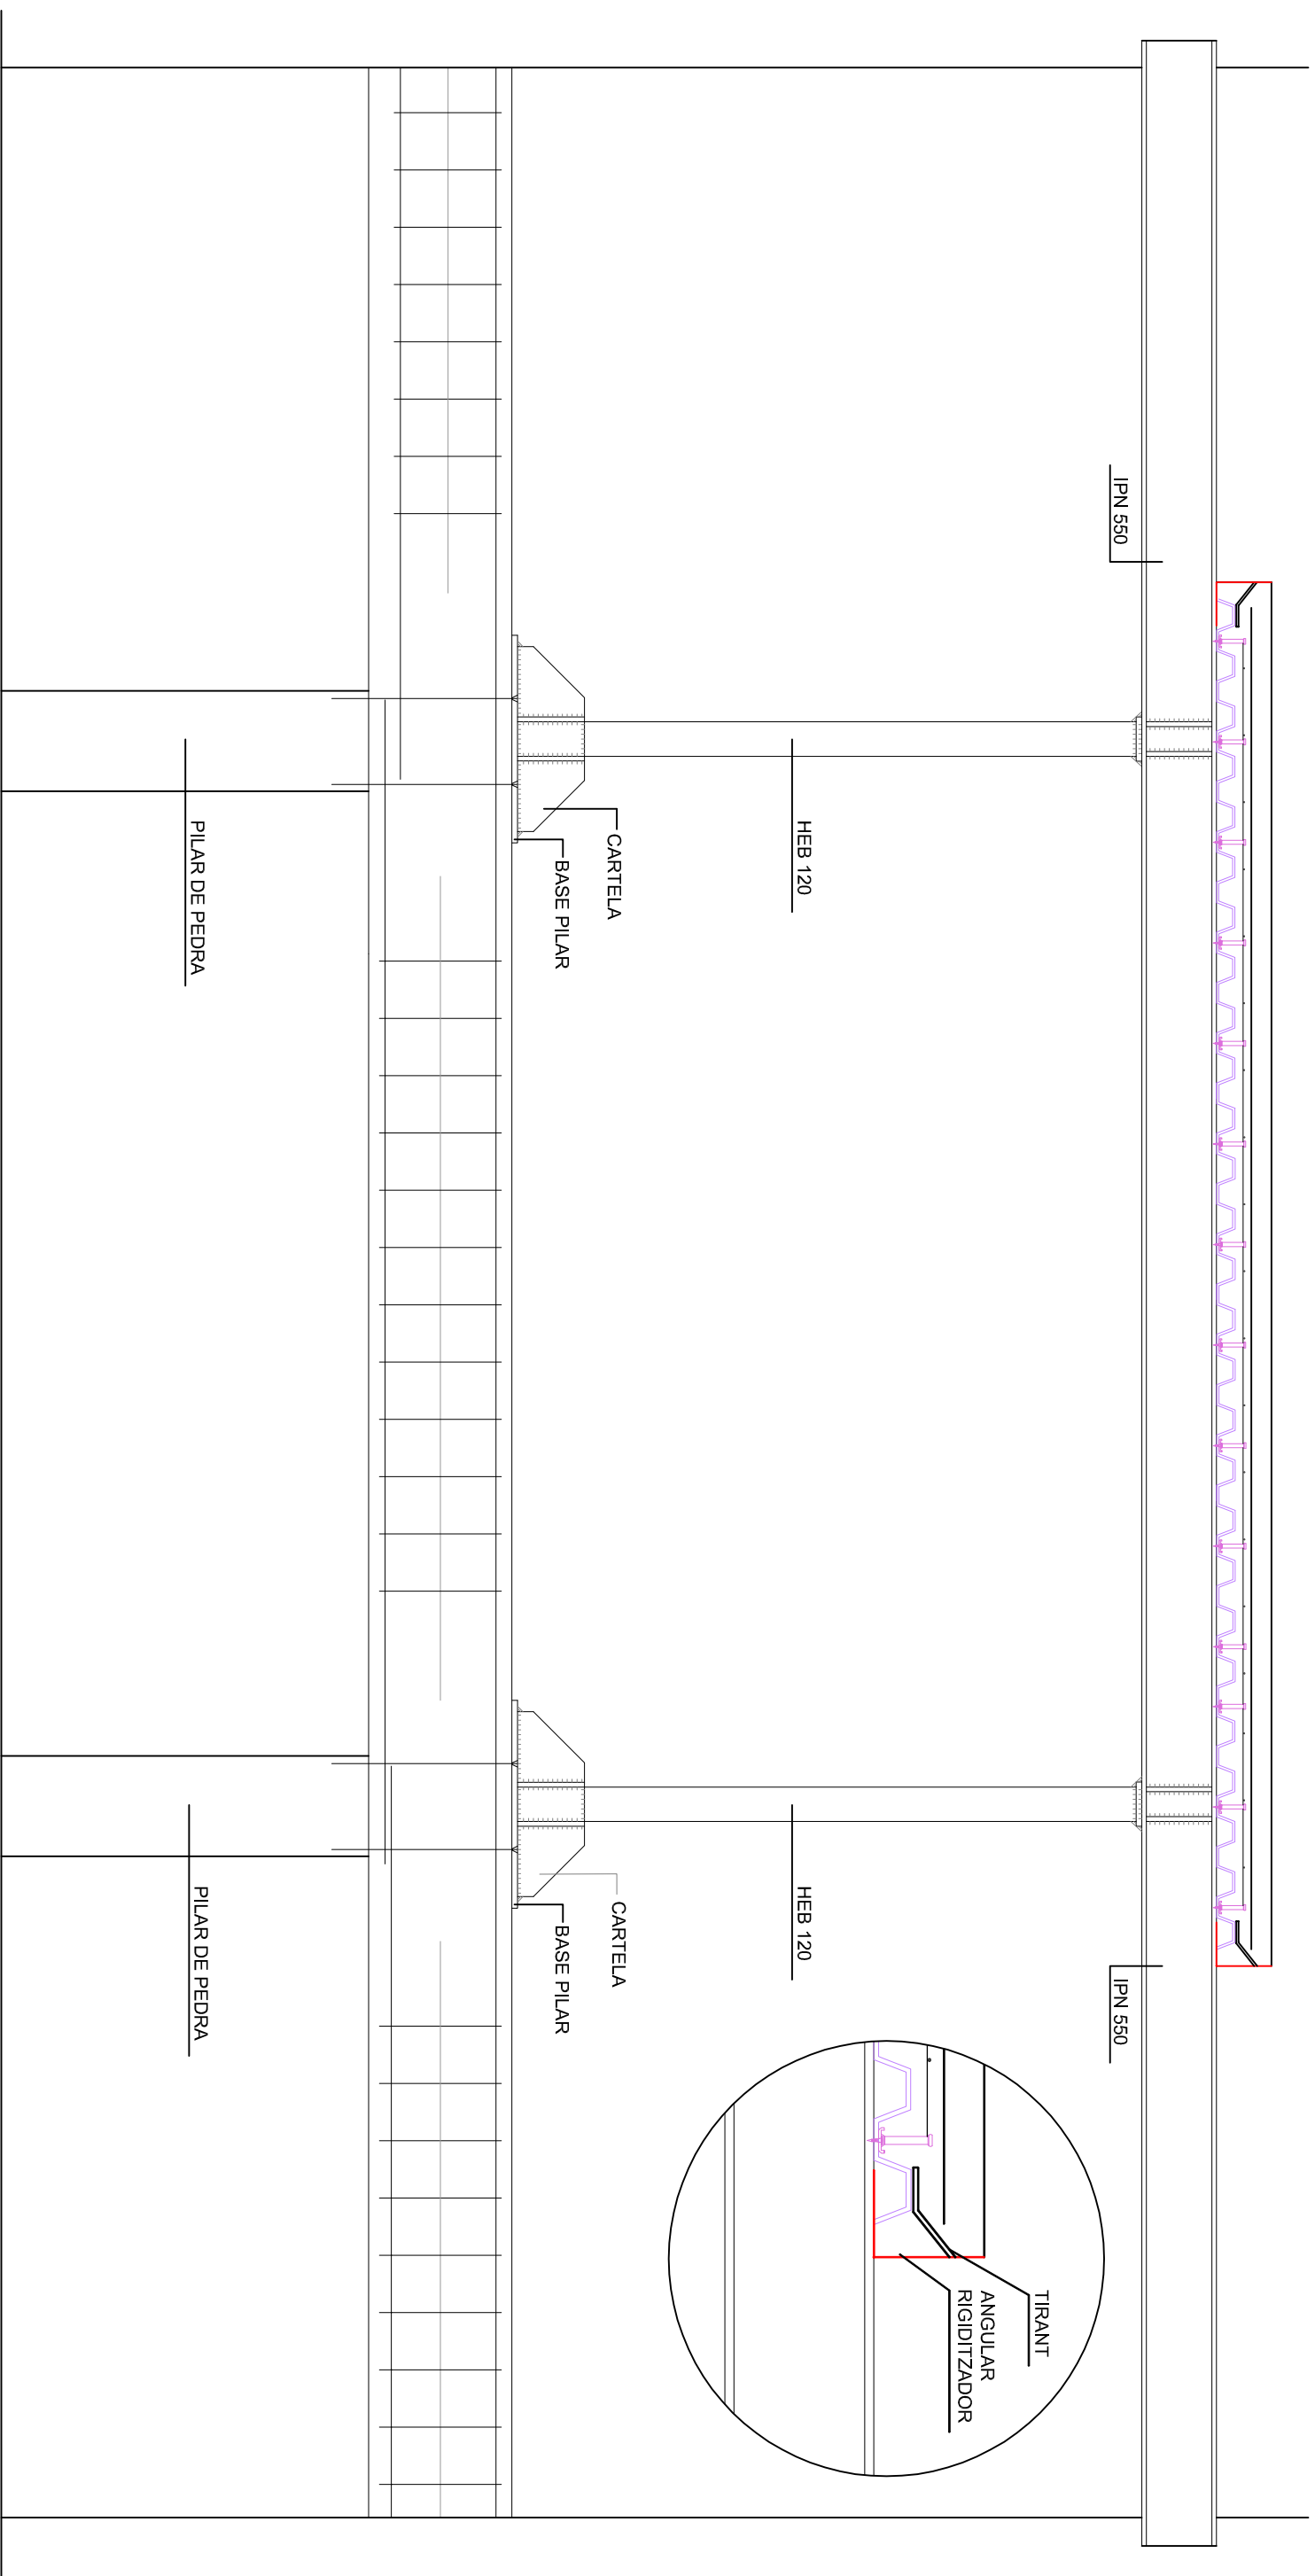 IPN 550
IPN 550
HEB 120
HEB 120
TIRANT
ANGULAR
RIGIDITZADOR
CARTELA
BASE PILAR
CARTELA
BASE PILAR
PILAR DE PEDRA
PILAR DE PEDRA